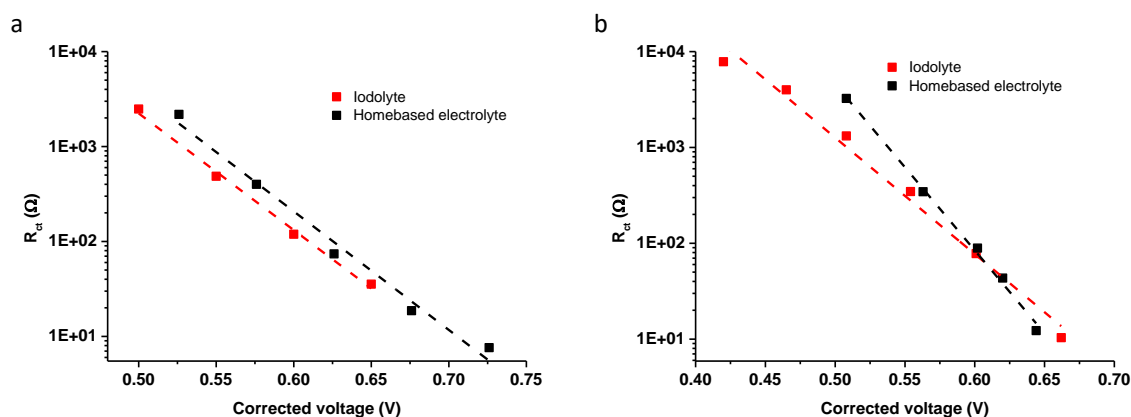 a
1E+04
1E+03
1E+02
1E+01
R_ct (Ω)
Iodolyte
Homebased electrolyte
0.50 0.55 0.60 0.65 0.70 0.75
Corrected voltage (V)
b
1E+04
1E+03
1E+02
1E+01
R_ct (Ω)
Iodolyte
Homebased electrolyte
0.40 0.45 0.50 0.55 0.60 0.65 0.70
Corrected voltage (V)